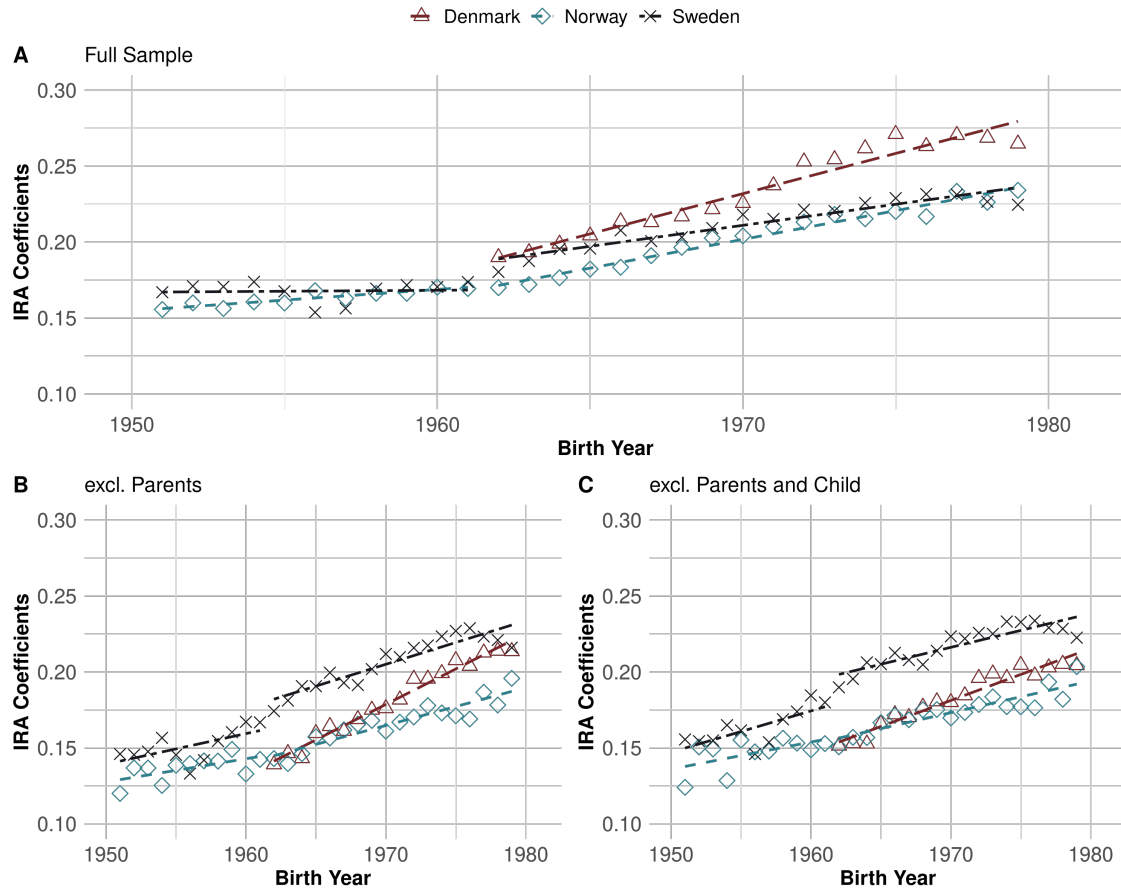 Denmark Norway Sweden
A Full Sample
0.30
0.25
0.20
0.15
0.10
IRA Coefficients
1950 1960 1970 1980
Birth Year
B excl. Parents
0.30
0.25
0.20
0.15
0.10
IRA Coefficients
1950 1960 1970 1980
Birth Year
C excl. Parents and Child
0.30
0.25
0.20
0.15
0.10
IRA Coefficients
1950 1960 1970 1980
Birth Year